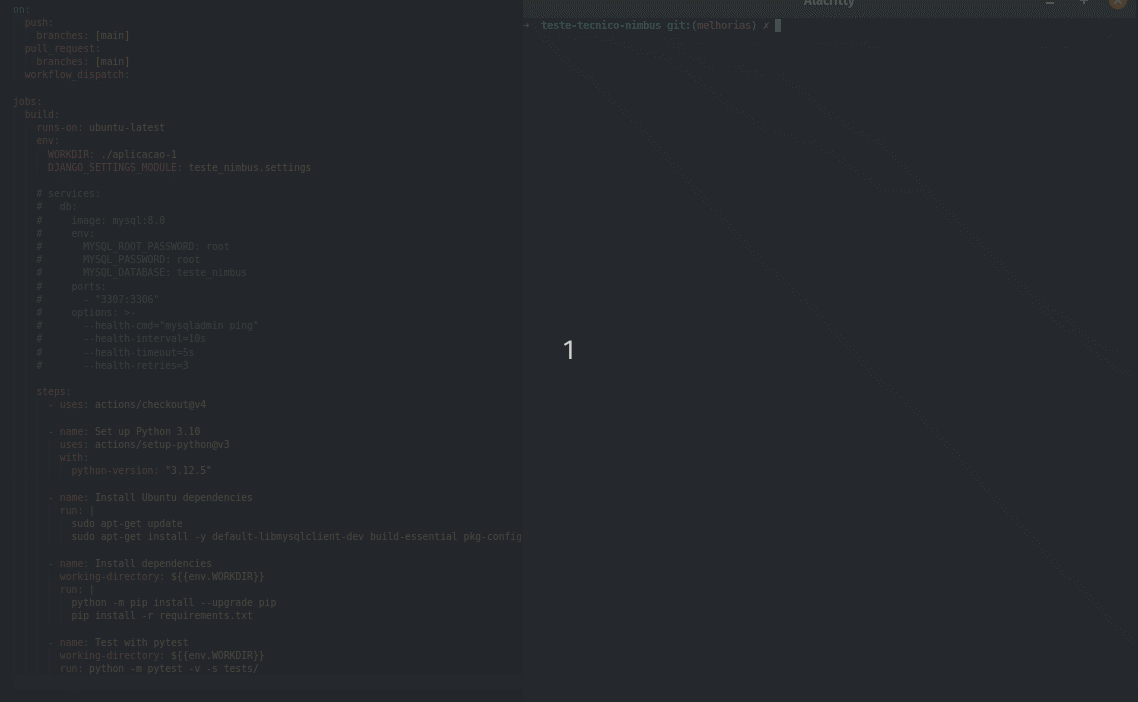 on:
  push:
    branches: [main]
  pull_request:
    branches: [main]
  workflow_dispatch:

jobs:
  build:
    runs-on: ubuntu-latest
    env:
      WORKDIR: ./aplicacao-1
      DJANGO_SETTINGS_MODULE: teste_nimbus.settings

    # services:
    #   db:
    #     image: mysql:8.0
    #     env:
    #       MYSQL_ROOT_PASSWORD: root
    #       MYSQL_PASSWORD: root
    #       MYSQL_DATABASE: teste_nimbus
    #     ports:
    #       - "3307:3306"
    #     options: >-
    #       --health-cmd="mysqladmin ping"
    #       --health-interval=10s
    #       --health-timeout=5s
    #       --health-retries=3

    steps:
      - uses: actions/checkout@v4

      - name: Set up Python 3.10
        uses: actions/setup-python@v3
        with:
          python-version: "3.12.5"

      - name: Install Ubuntu dependencies
        run: |
          sudo apt-get update
          sudo apt-get install -y default-libmysqlclient-dev build-essential pkg-config

      - name: Install dependencies
        working-directory: ${{env.WORKDIR}}
        run: |
          python -m pip install --upgrade pip
          pip install -r requirements.txt

      - name: Test with pytest
        working-directory: ${{env.WORKDIR}}
        run: python -m pytest -v -s tests/
Alacritty
➜  teste-tecnico-nimbus git:(melhorias) ✗
1